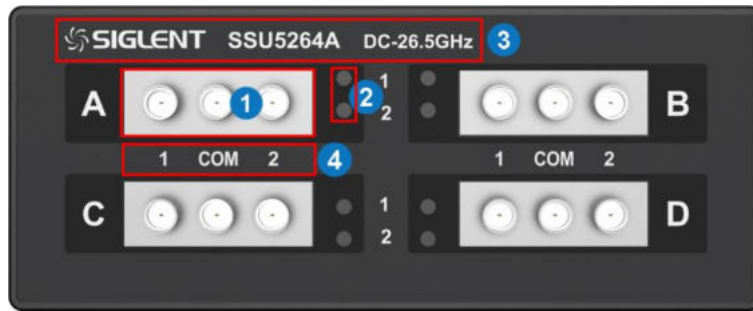 SIGLENT SSU5264A DC-26.5GHz 3
A 1 2 1 2 B
1 COM 2 4 1 COM 2
C 1 2 D